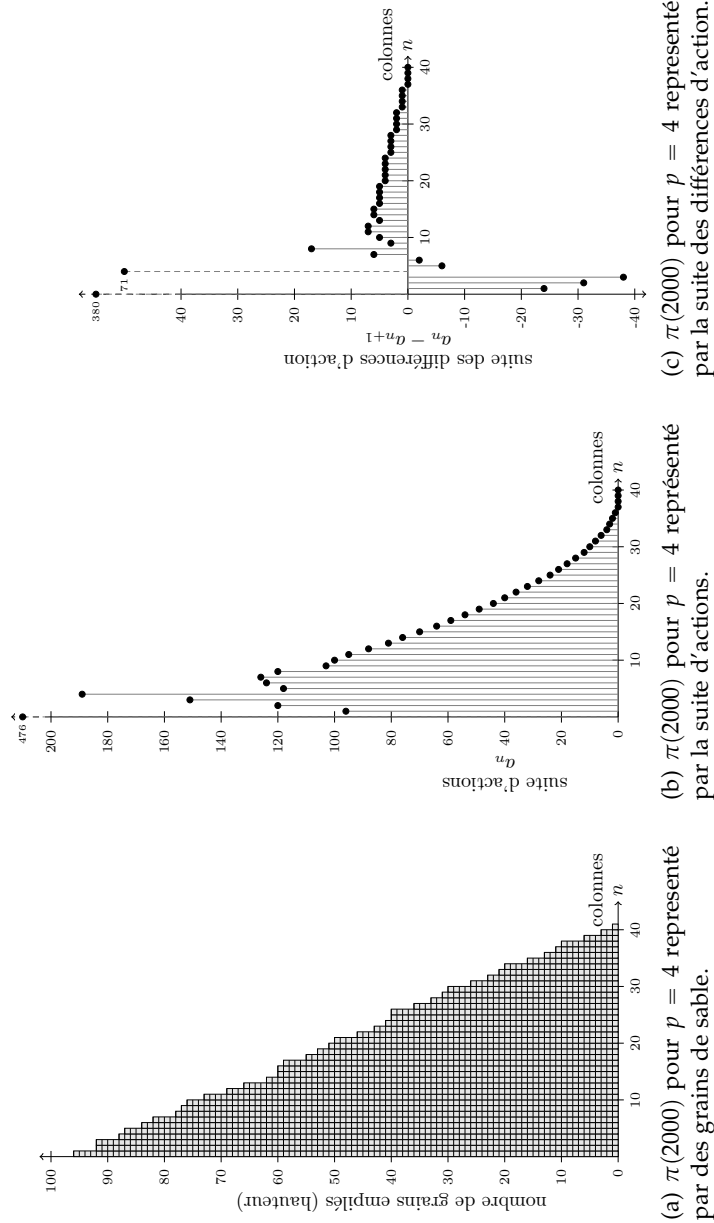 nombre de grains empilés (hauteur)
0
10
20
30
40
50
60
70
80
90
100
10
20
30
40
colonnes
n
(a) π(2000) pour p = 4 représenté
par des grains de sable.
suite d'actions
aₙ
0
20
40
60
80
100
120
140
160
180
200
476
10
20
30
40
colonnes
n
(b) π(2000) pour p = 4 représenté
par la suite d'actions.
suite des différences d'action
aₙ − aₙ₊₁
-40
-30
-20
-10
0
10
20
30
40
380
71
10
20
30
40
colonnes
n
(c) π(2000) pour p = 4 représenté
par la suite des différences d'action.